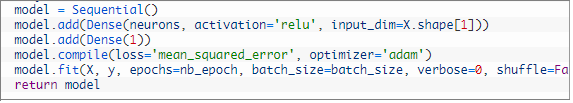 model = Sequential()
model.add(Dense(neurons, activation='relu', input_dim=X.shape[1]))
model.add(Dense(1))
model.compile(loss='mean_squared_error', optimizer='adam')
model.fit(X, y, epochs=nb_epoch, batch_size=batch_size, verbose=0, shuffle=Fa
return model